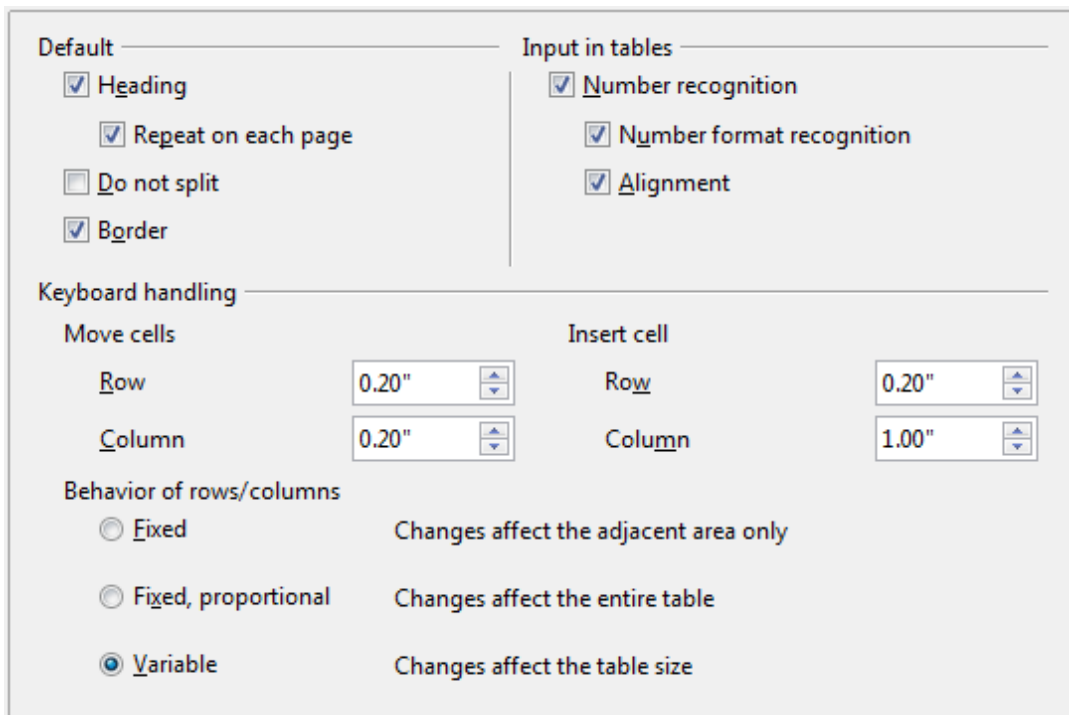 Default
Heading
Repeat on each page
Do not split
Border
Input in tables
Number recognition
Number format recognition
Alignment
Keyboard handling
Move cells
Row 0.20"
Column 0.20"
Insert cell
Row 0.20"
Column 1.00"
Behavior of rows/columns
Fixed Changes affect the adjacent area only
Fixed, proportional Changes affect the entire table
Variable Changes affect the table size